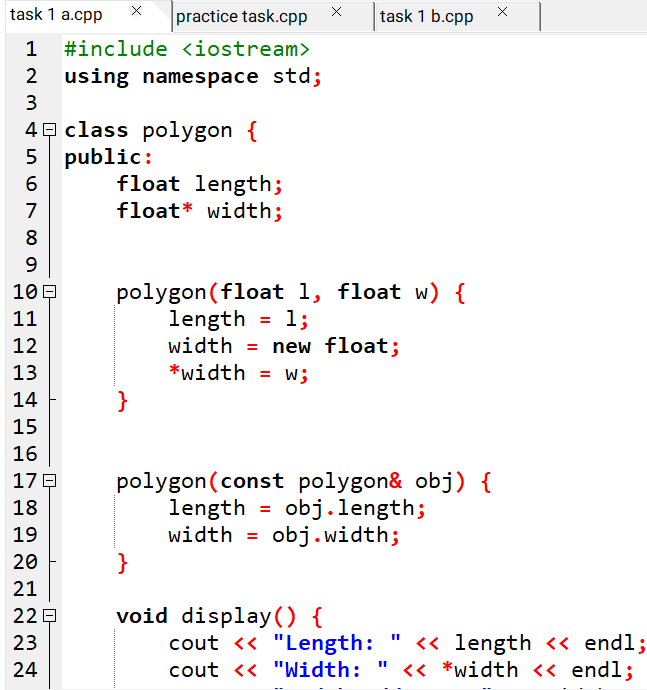 task 1 a.cpp × practice task.cpp × task 1 b.cpp ×
1 #include <iostream>
2 using namespace std;
3
4 class polygon {
5 public:
6     float length;
7     float* width;
8
9
10     polygon(float l, float w) {
11         length = l;
12         width = new float;
13         *width = w;
14     }
15
16
17     polygon(const polygon& obj) {
18         length = obj.length;
19         width = obj.width;
20     }
21
22     void display() {
23         cout << "Length: " << length << endl;
24         cout << "Width: " << *width << endl;